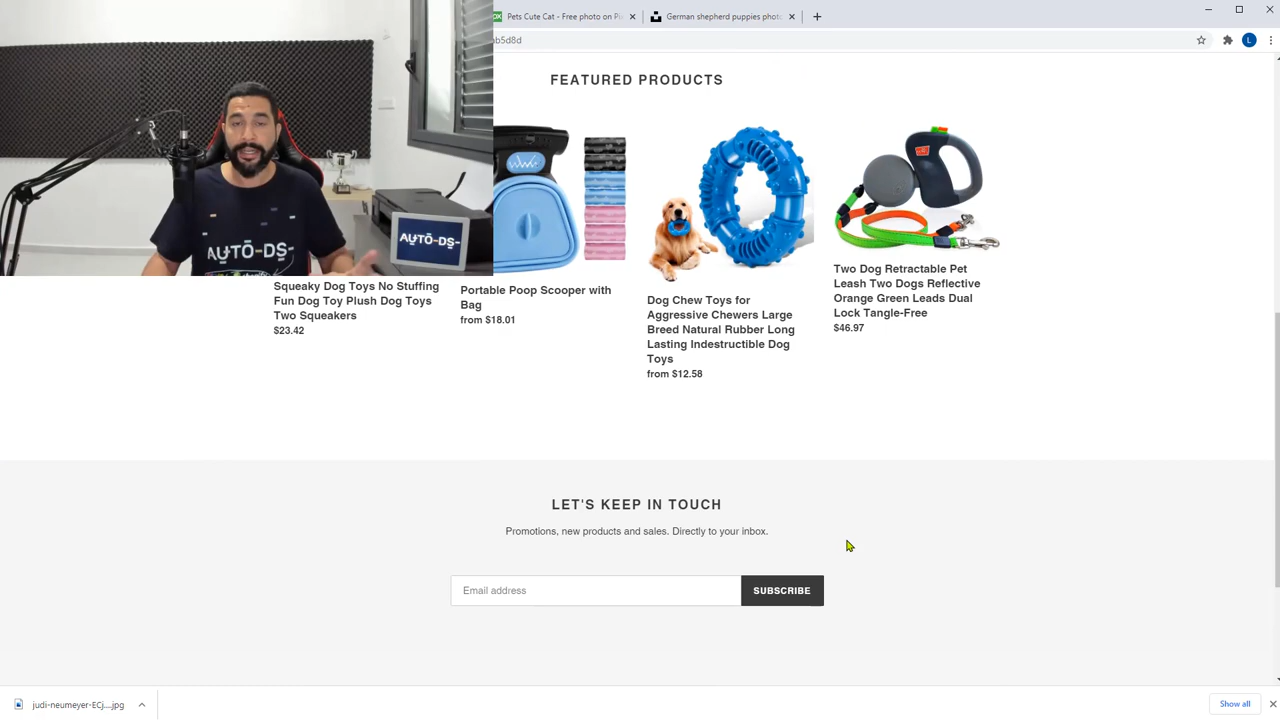 Pets Cute Cat - Free photo on Pi
German shepherd puppies phot
b5d8d
L
FEATURED PRODUCTS
AUTO-DS-
AUTO-DS-
Squeaky Dog Toys No Stuffing
Fun Dog Toy Plush Dog Toys
Two Squeakers
$23.42
Portable Poop Scooper with
Bag
from $18.01
Dog Chew Toys for
Aggressive Chewers Large
Breed Natural Rubber Long
Lasting Indestructible Dog
Toys
from $12.58
Two Dog Retractable Pet
Leash Two Dogs Reflective
Orange Green Leads Dual
Lock Tangle-Free
$46.97
LET'S KEEP IN TOUCH
Promotions, new products and sales. Directly to your inbox.
Email address
SUBSCRIBE
judi-neumeyer-ECj....jpg
Show all